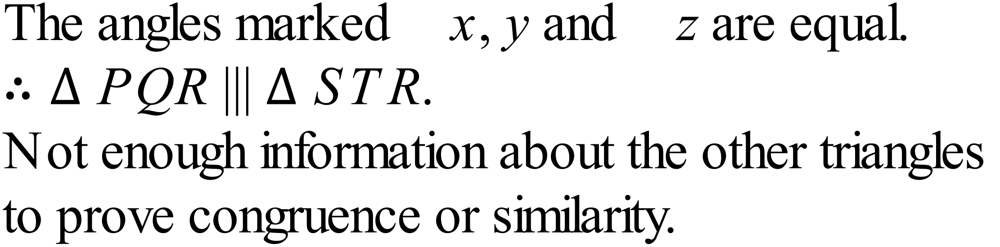 The angles marked x, y and z are equal.
∴ Δ PQR ||| Δ STR.
Not enough information about the other triangles
to prove congruence or similarity.